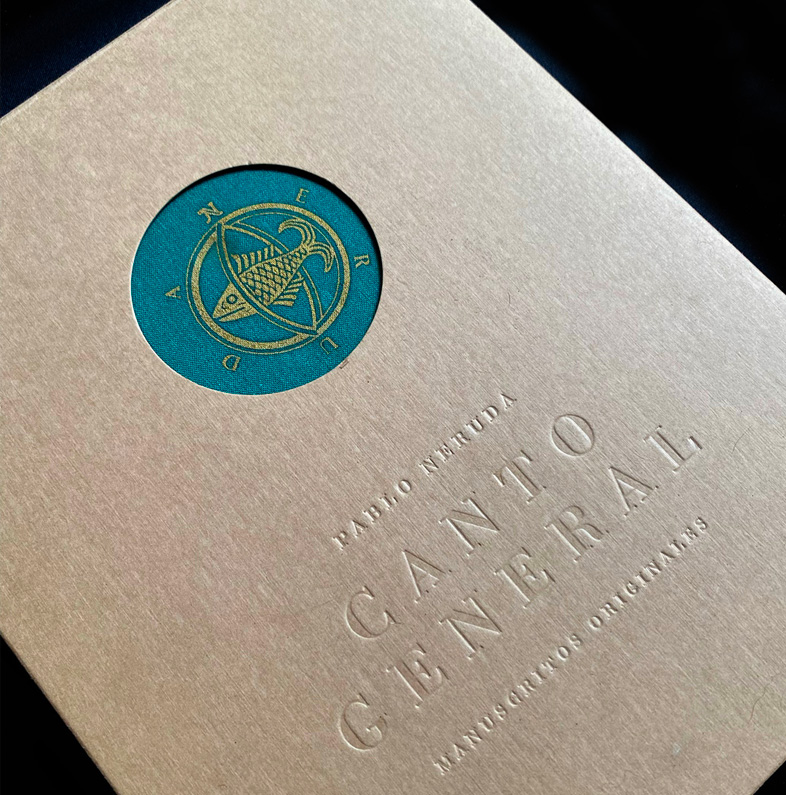 NERUDA
PABLO NERUDA
CANTO
GENERAL
MANUSCRITOS ORIGINALES